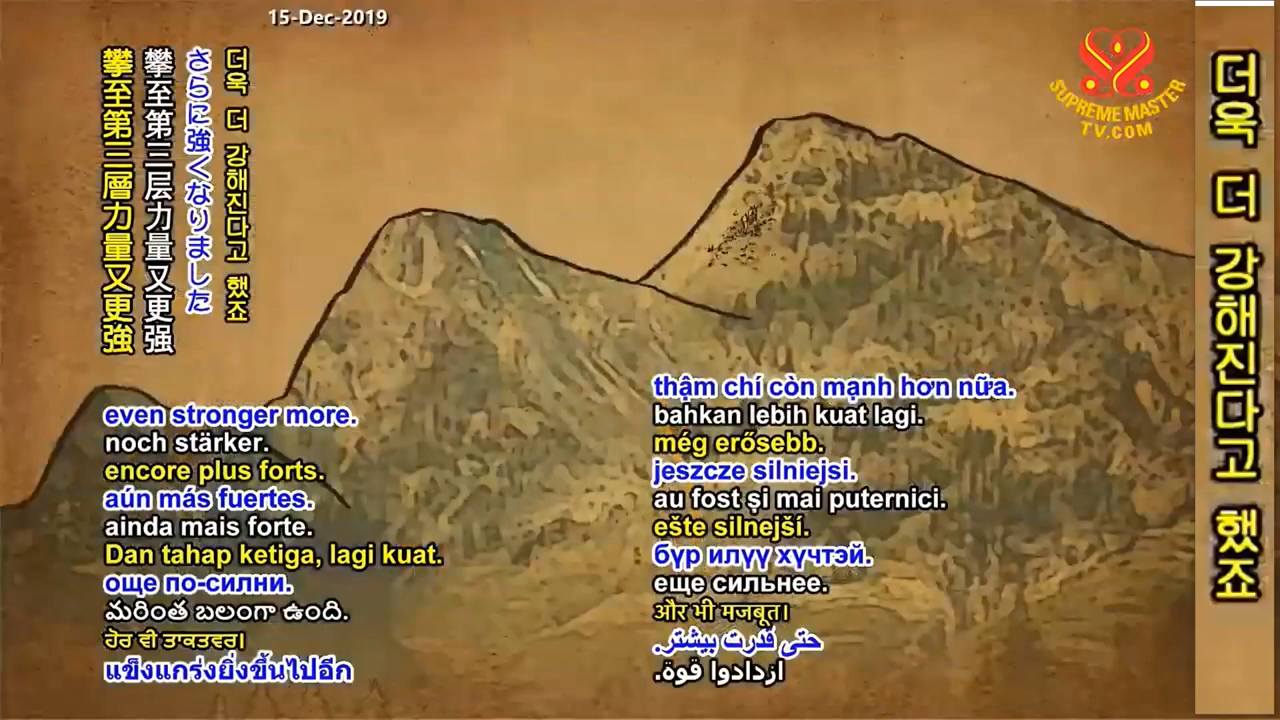 15-Dec-2019
SUPREME MASTER
TV.COM
더욱 더 강해진다고 했죠
더욱 더 강해진다고 했죠
さらに強くなりました
攀至第三层力量又更强
攀至第三層力量又更強
even stronger more.
noch stärker.
encore plus forts.
aún más fuertes.
ainda mais forte.
Dan tahap ketiga, lagi kuat.
още по-силни.
మరింత బలంగా ఉంది.
ਹੋਰ ਵੀ ਤਾਕਤਵਰ।
แข็งแกร่งยิ่งขึ้นไปอีก
thậm chí còn mạnh hơn nữa.
bahkan lebih kuat lagi.
még erősebb.
jeszcze silniejsi.
au fost și mai puternici.
ešte silnejší.
бүр илүү хүчтэй.
еще сильнее.
और भी मजबूत।
حتی قدرت بیشتر.
ازدادوا قوة.